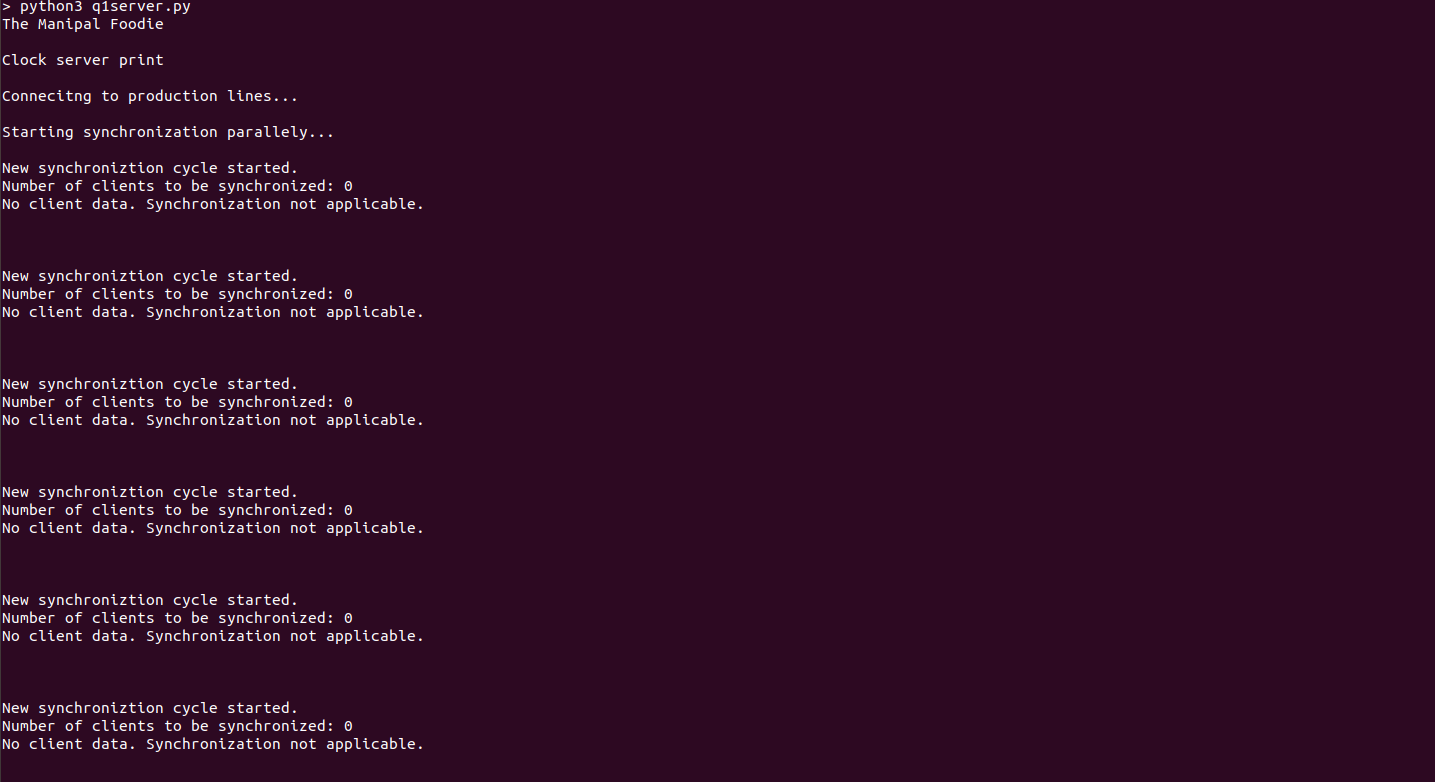 > python3 q1server.py
The Manipal Foodie
Clock server print
Connecitng to production lines...
Starting synchronization parallely...
New synchroniztion cycle started.
Number of clients to be synchronized: 0
No client data. Synchronization not applicable.
New synchroniztion cycle started.
Number of clients to be synchronized: 0
No client data. Synchronization not applicable.
New synchroniztion cycle started.
Number of clients to be synchronized: 0
No client data. Synchronization not applicable.
New synchroniztion cycle started.
Number of clients to be synchronized: 0
No client data. Synchronization not applicable.
New synchroniztion cycle started.
Number of clients to be synchronized: 0
No client data. Synchronization not applicable.
New synchroniztion cycle started.
Number of clients to be synchronized: 0
No client data. Synchronization not applicable.